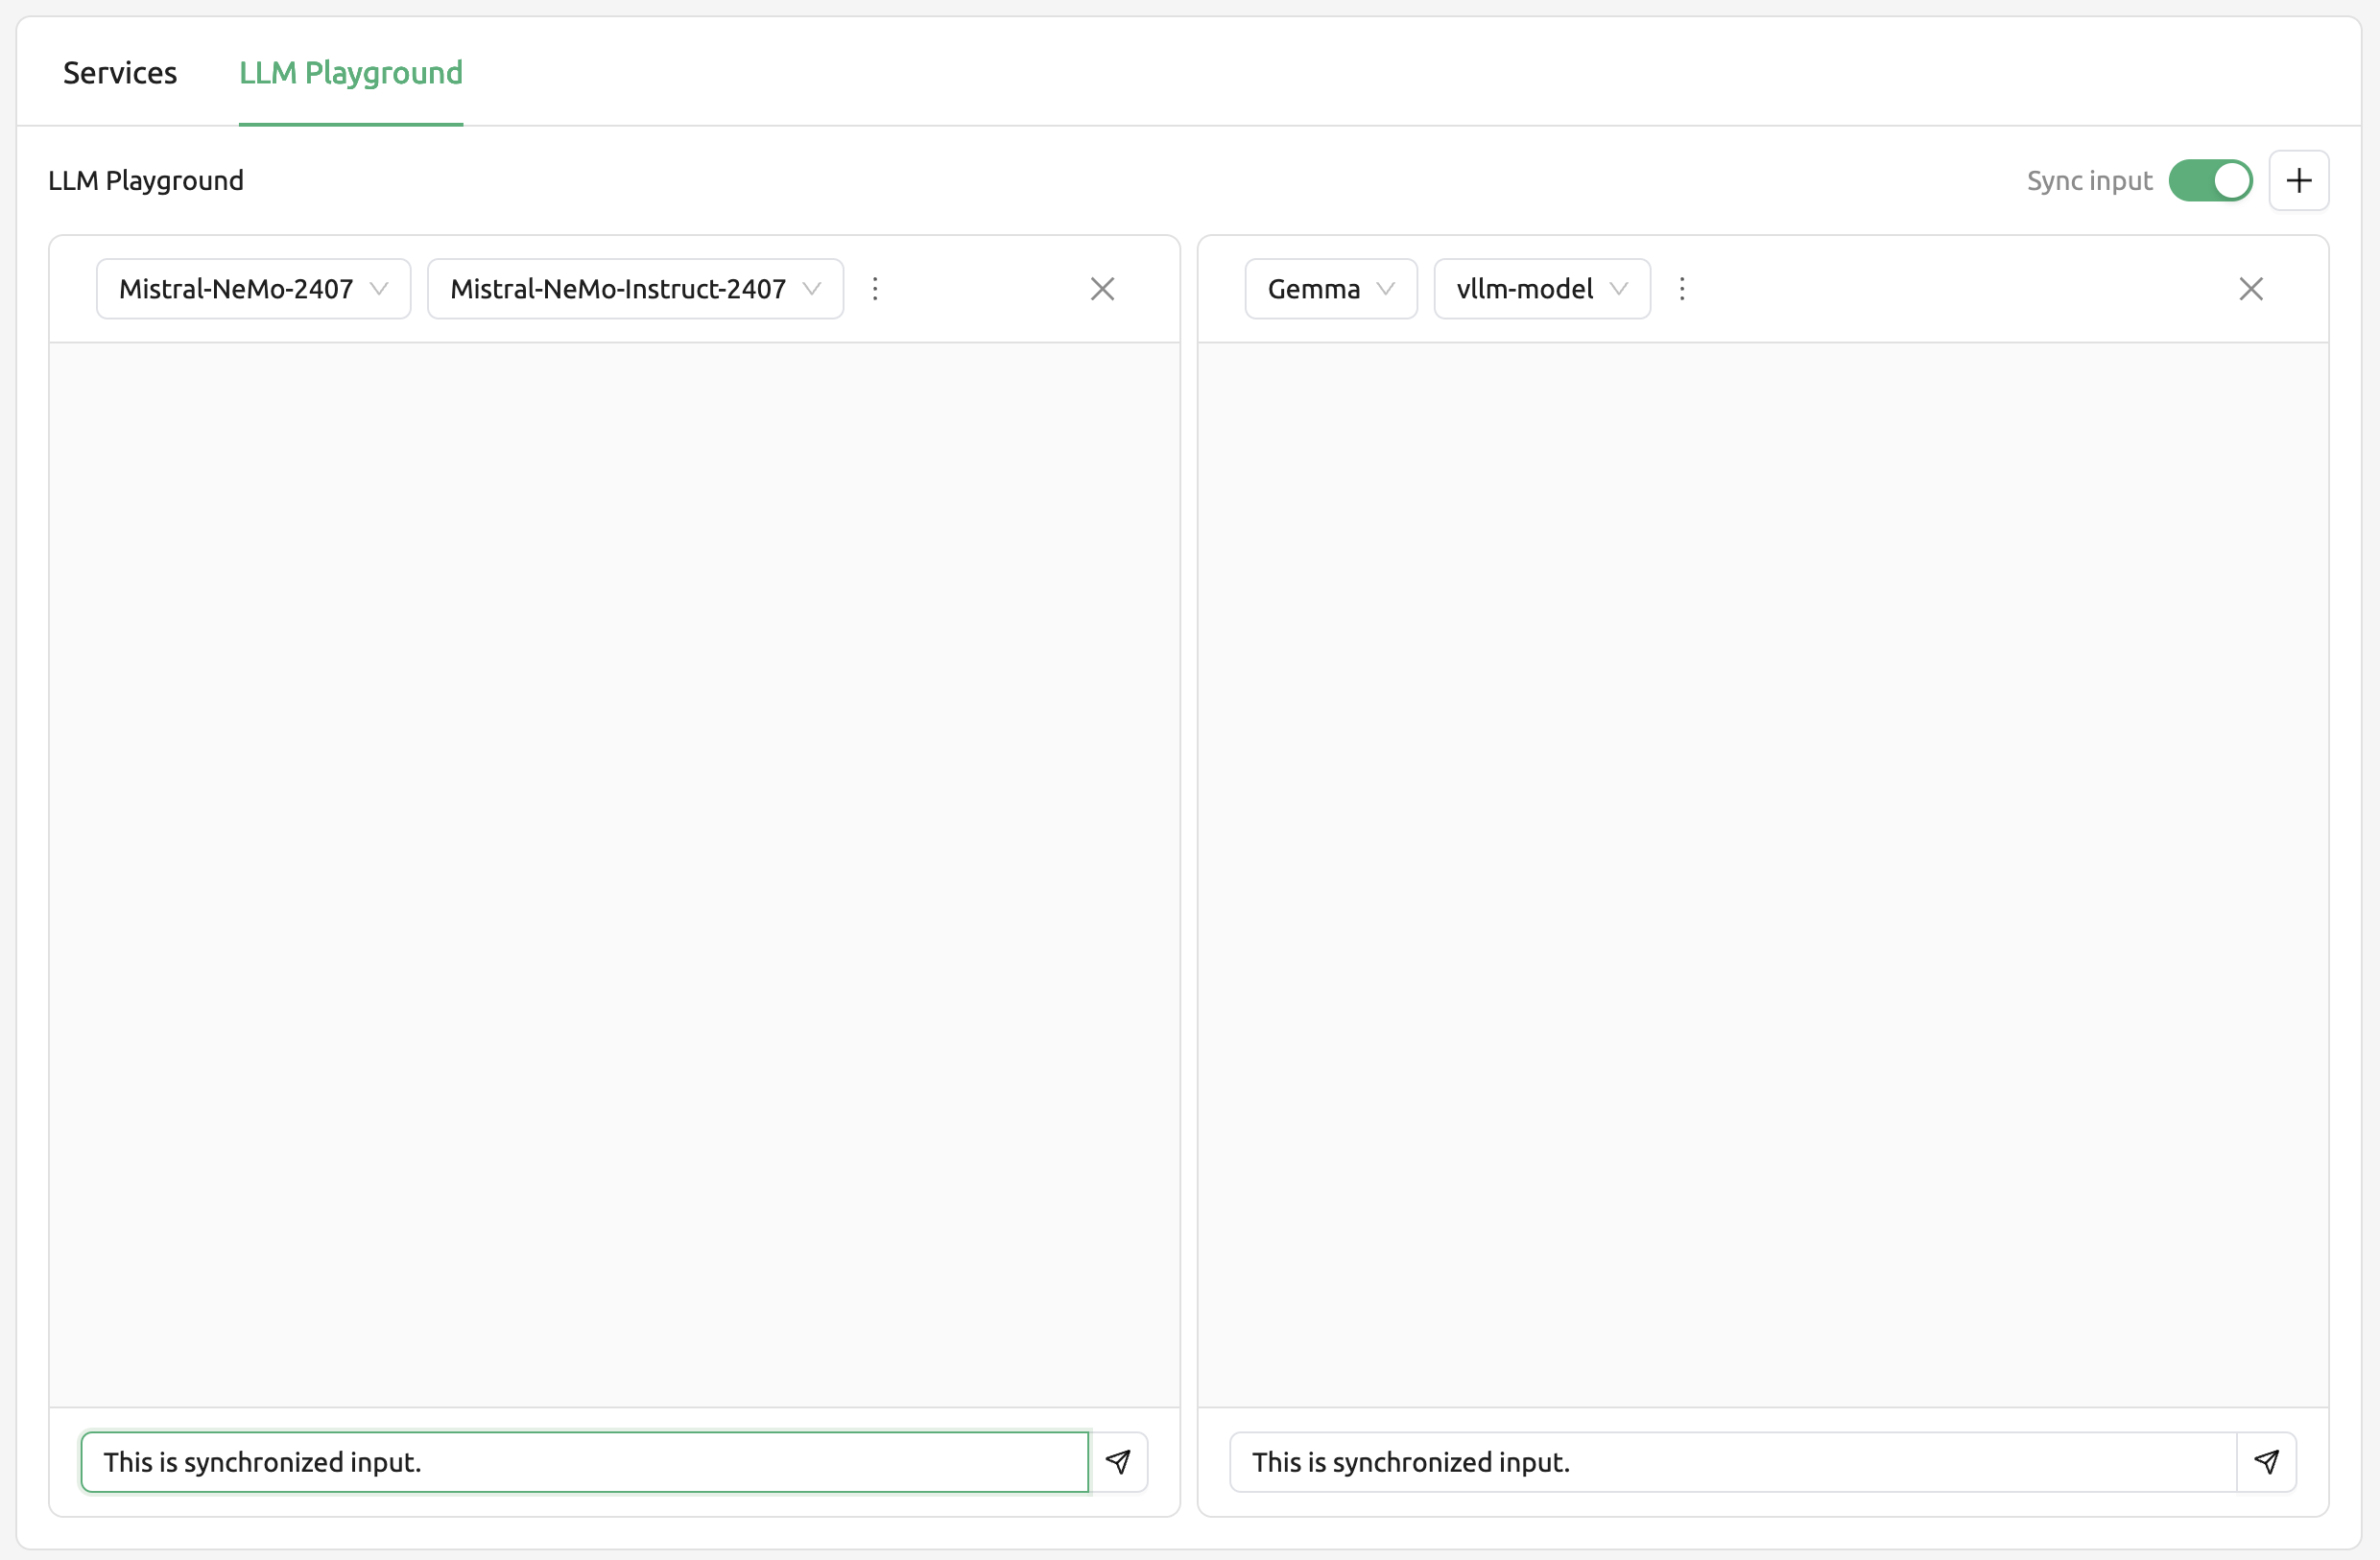 Services LLM Playground
LLM Playground Sync input
Mistral-NeMo-2407 Mistral-NeMo-Instruct-2407
Gemma vllm-model
This is synchronized input.
This is synchronized input.